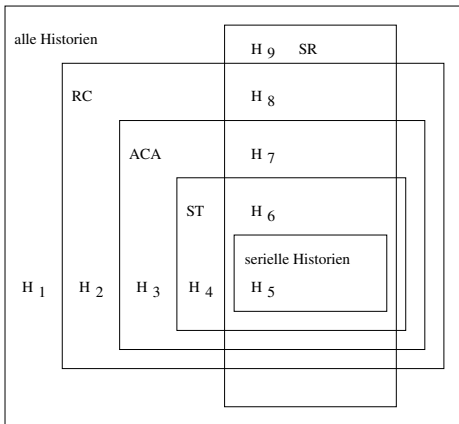 alle Historien
H 9 SR
RC
H 8
ACA
H 7
ST
H 6
serielle Historien
H 1 H 2 H 3 H 4 H 5